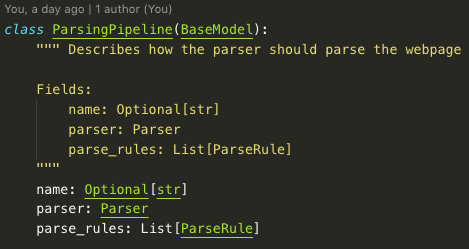 You, a day ago | 1 author (You)
class ParsingPipeline(BaseModel):
    """ Describes how the parser should parse the webpage

    Fields:
        name: Optional[str]
        parser: Parser
        parse_rules: List[ParseRule]
    """
    name: Optional[str]
    parser: Parser
    parse_rules: List[ParseRule]